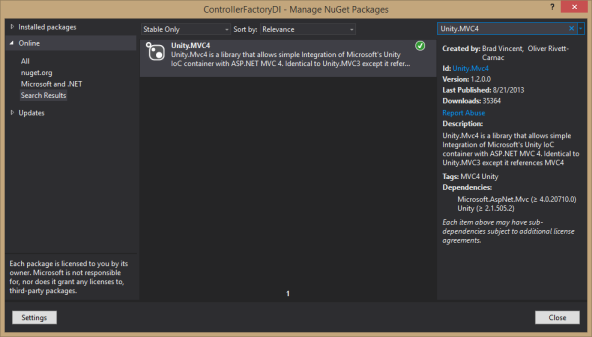 ControllerFactoryDI - Manage NuGet Packages
Installed packages
Online
All
nuget.org
Microsoft and .NET
Search Results
Updates
Each package is licensed to you by its
owner. Microsoft is not responsible
for, nor does it grant any licenses to,
third-party packages.
Settings
Stable Only
Sort by: Relevance
Unity.MVC4
Unity.Mvc4 is a library that allows simple Integration of Microsoft's Unity
IoC container with ASP.NET MVC 4. Identical to Unity.MVC3 except it refer...
1
Unity.MVC4
Created by: Brad Vincent, Oliver Rivett-
Carnac
Id: Unity.Mvc4
Version: 1.2.0.0
Last Published: 8/21/2013
Downloads: 35364
Report Abuse
Description:
Unity.Mvc4 is a library that allows simple
Integration of Microsoft's Unity IoC
container with ASP.NET MVC 4. Identical to
Unity.MVC3 except it references MVC4
Tags: MVC4 Unity
Dependencies:
Microsoft.AspNet.Mvc (≥ 4.0.20710.0)
Unity (≥ 2.1.505.2)
Each item above may have sub-
dependencies subject to additional license
agreements.
Close